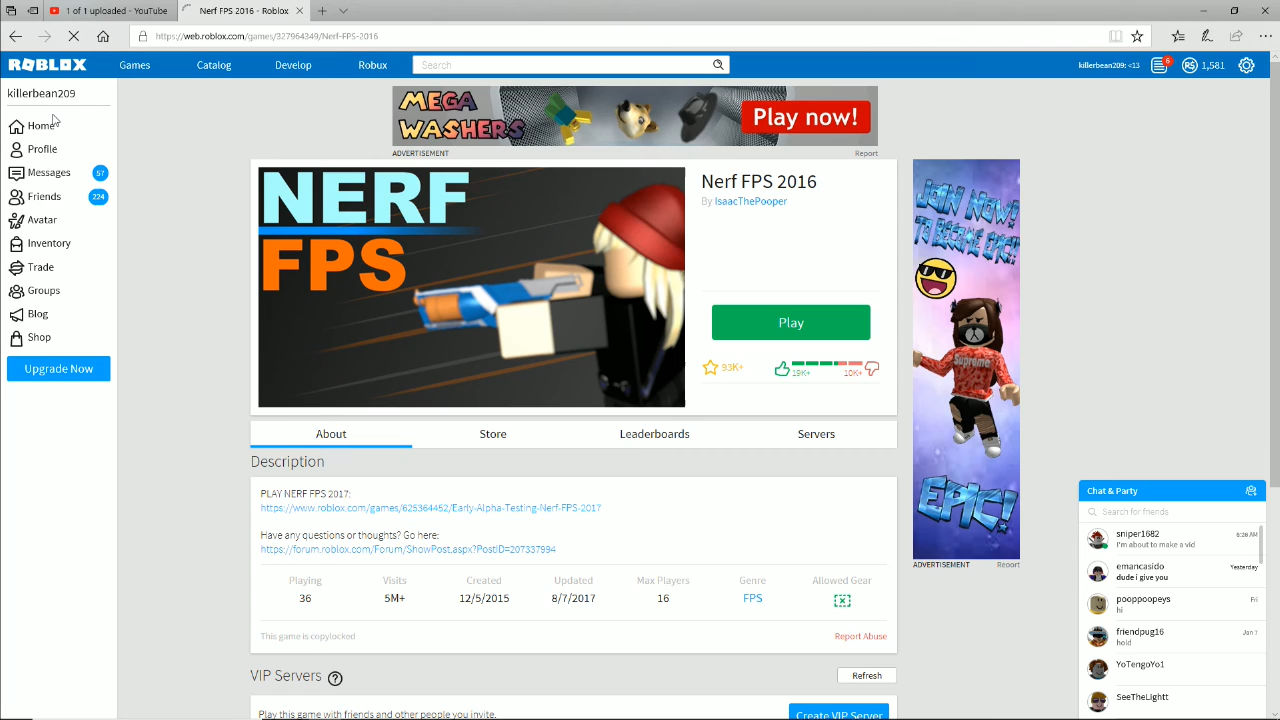 1 of 1 uploaded - YouTube
Nerf FPS 2016 - Roblox
https://web.roblox.com/games/327964349/Nerf-FPS-2016
ROBLOX
Games
Catalog
Develop
Robux
Search
killerbean209: <13
6
1,581
killerbean209
Home
Profile
Messages
57
Friends
224
Avatar
Inventory
Trade
Groups
Blog
Shop
Upgrade Now
MEGA
WASHERS
Play now!
ADVERTISEMENT
Report
NERF
FPS
Nerf FPS 2016
By IsaacThePooper
Play
93K+
19K+
10K+
JOIN NOW!
TO BECOME EPIC!
Supreme
EPIC!
ADVERTISEMENT
Report
About
Store
Leaderboards
Servers
Description
PLAY NERF FPS 2017:
https://www.roblox.com/games/625364452/Early-Alpha-Testing-Nerf-FPS-2017
Have any questions or thoughts? Go here:
https://forum.roblox.com/Forum/ShowPost.aspx?PostID=207337994
Playing
Visits
Created
Updated
Max Players
Genre
Allowed Gear
36
5M+
12/5/2015
8/7/2017
16
FPS
This game is copylocked
Report Abuse
VIP Servers
Refresh
Play this game with friends and other people you invite.
Create VIP Server
Chat & Party
Search for friends
sniper1682
8:26 AM
I'm about to make a vid
emancasido
Yesterday
dude i give you
pooppoopeys
Fri
hi
friendpug16
Jan 7
hold
YoTengoYo1
SeeTheLightt